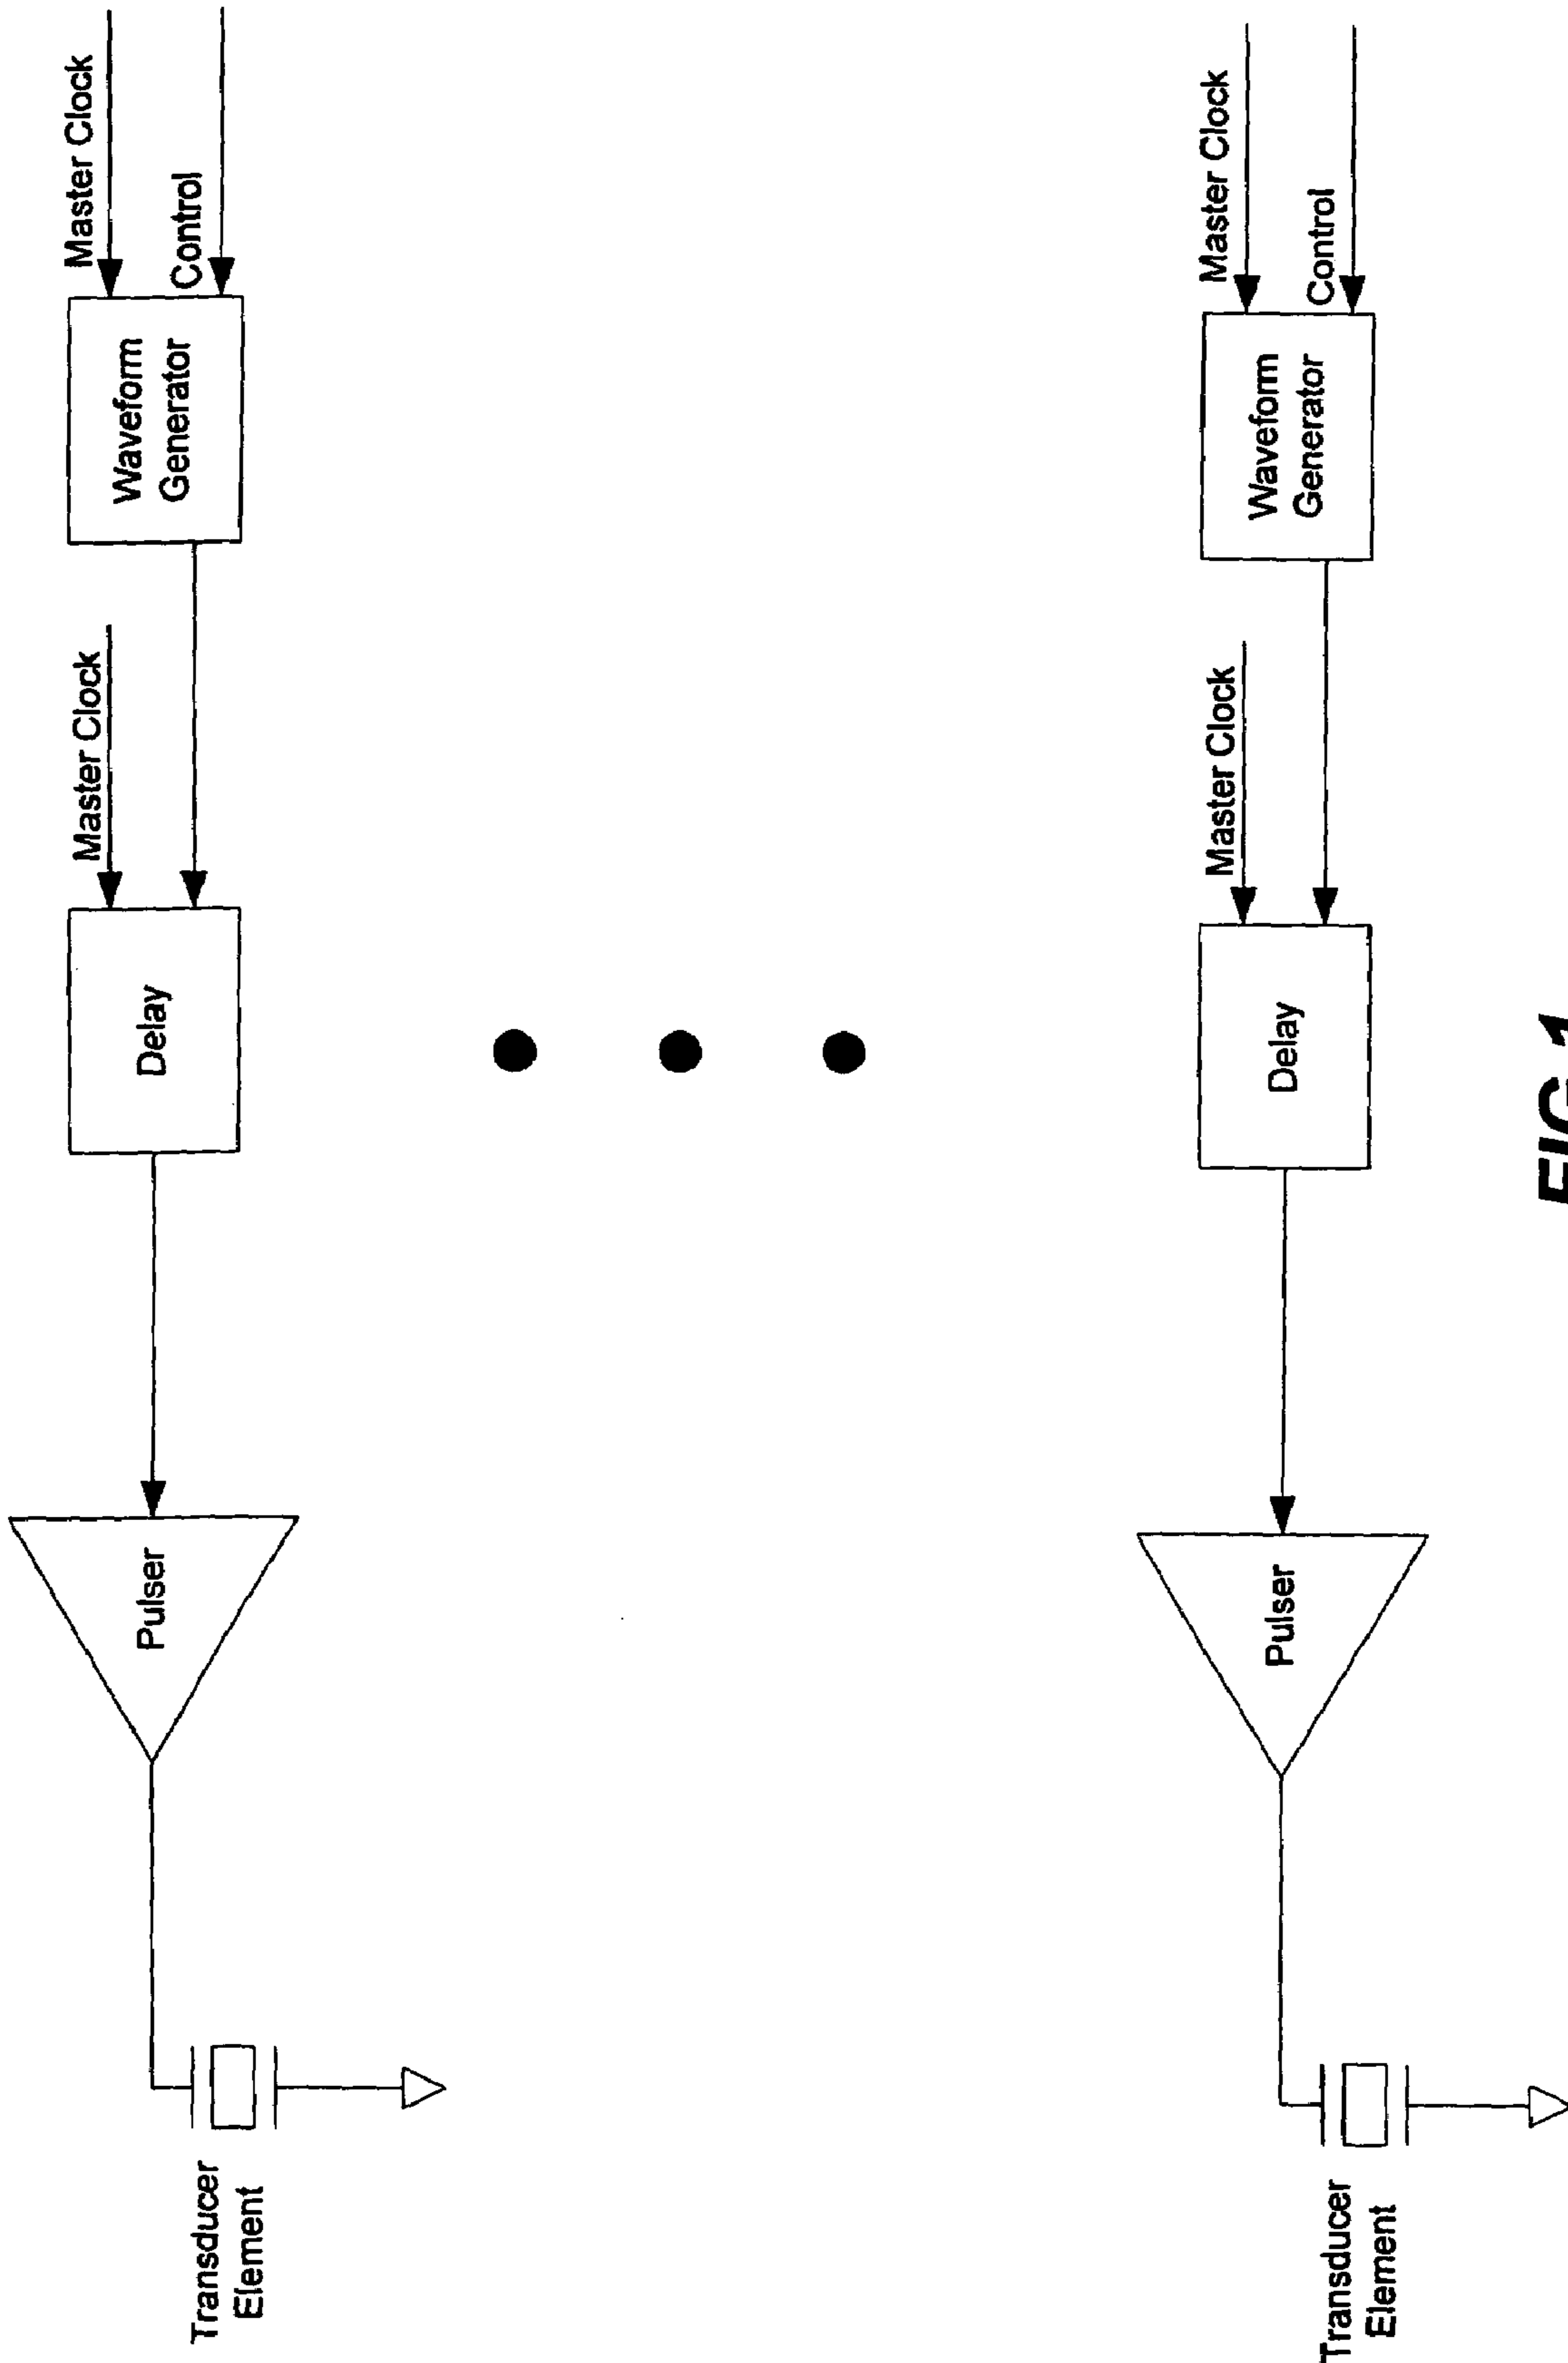 Transducer
Element
Pulser
Delay
Master Clock
Waveform
Generator
Master Clock
Control
Transducer
Element
Pulser
Delay
Master Clock
Waveform
Generator
Master Clock
Control
FIG 1